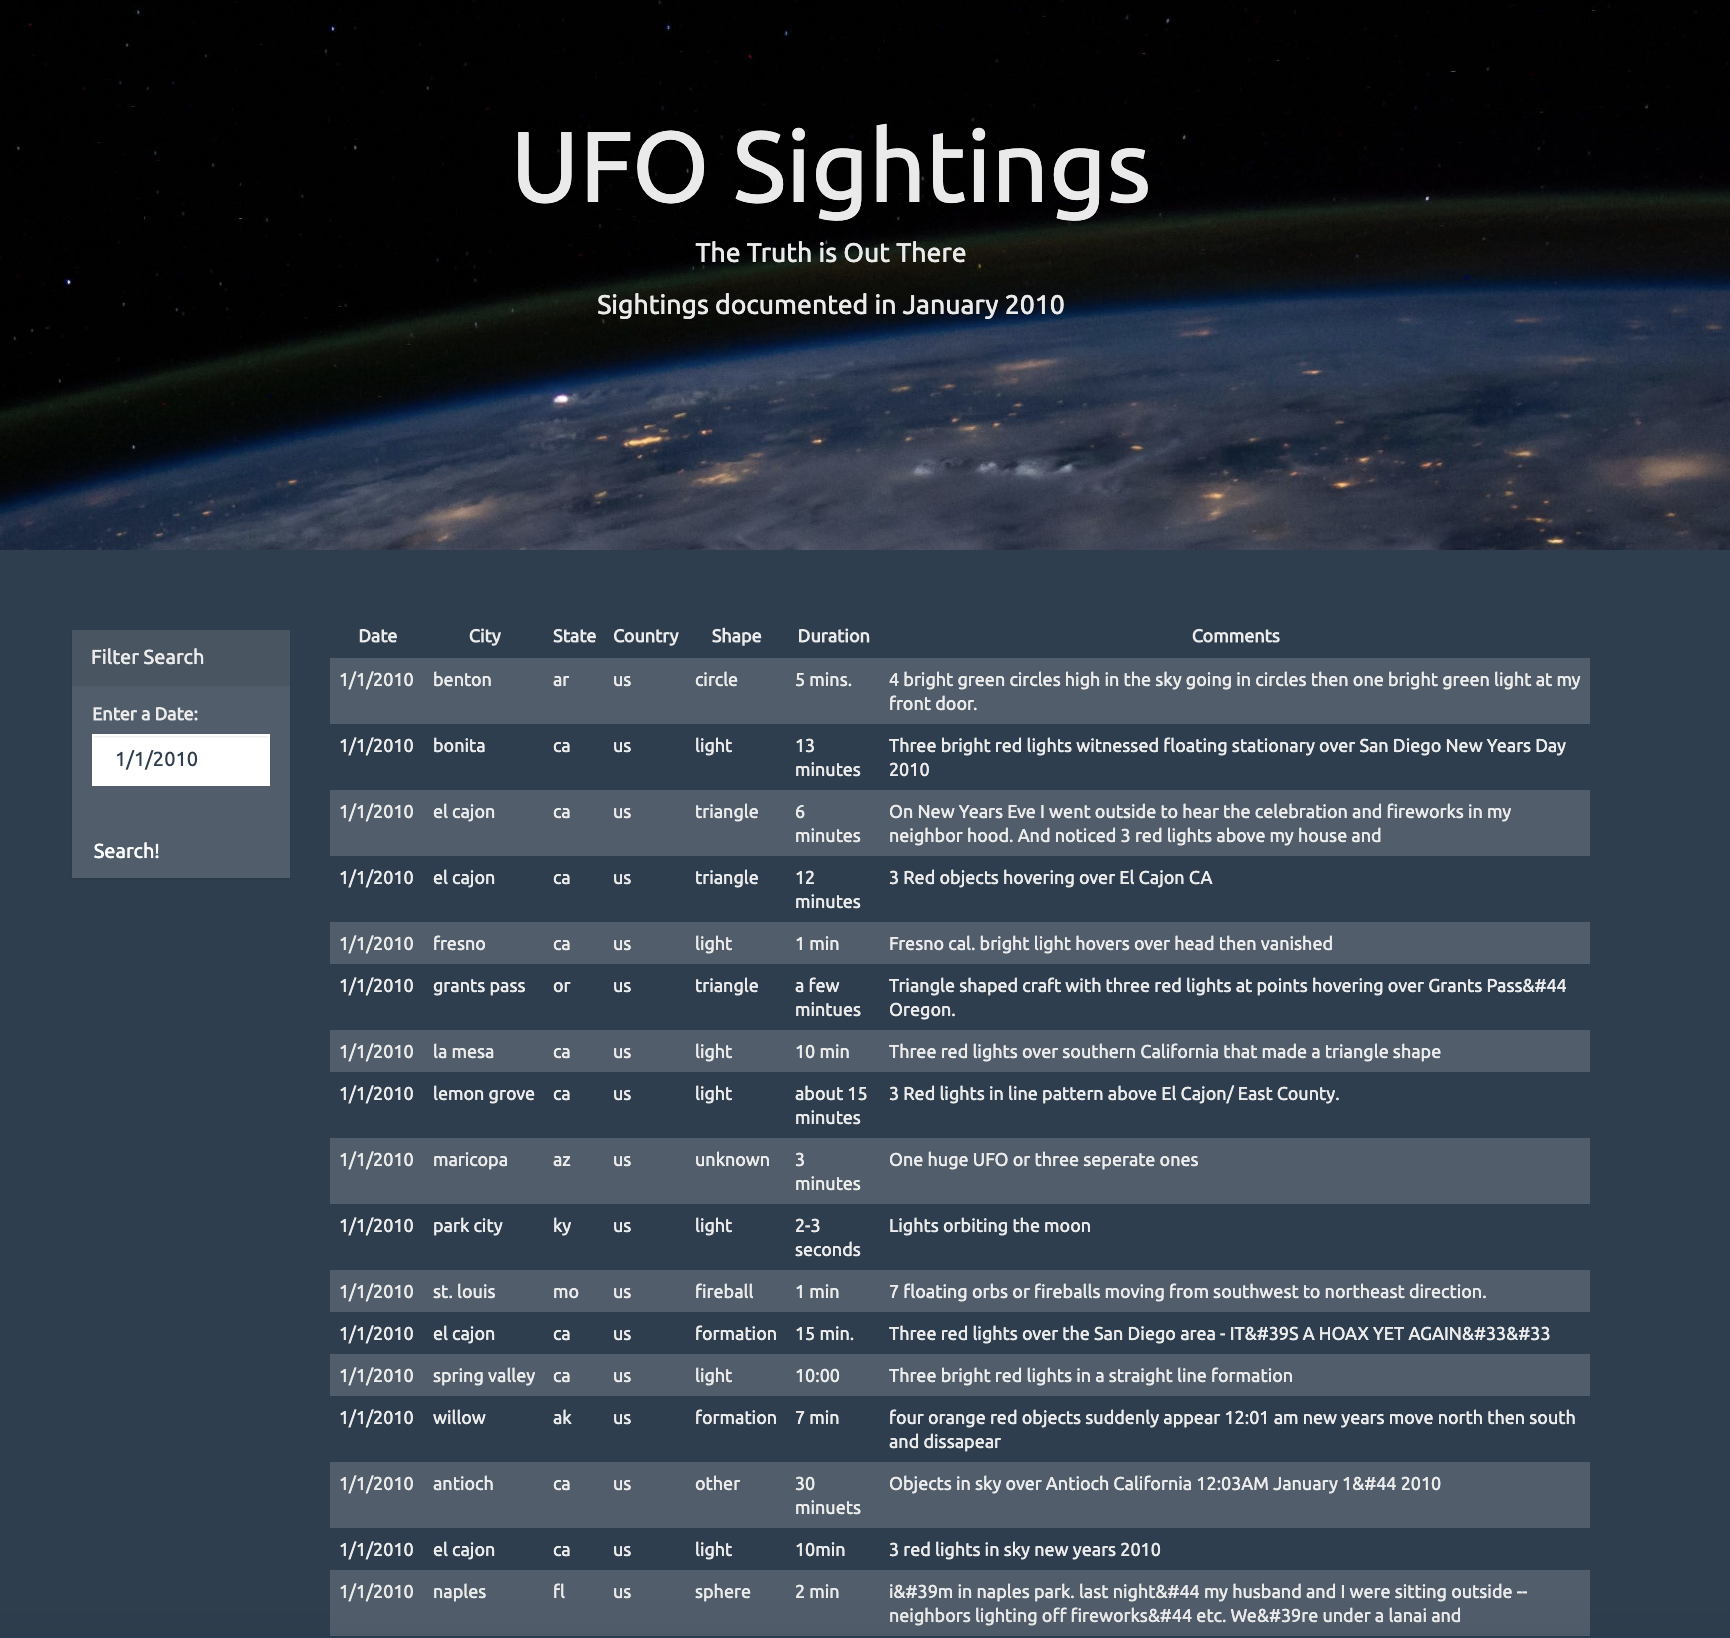 UFO Sightings
The Truth is Out There
Sightings documented in January 2010
Filter Search
Enter a Date:
1/1/2010
Search!
Date City State Country Shape Duration Comments
1/1/2010 benton ar us circle 5 mins. 4 bright green circles high in the sky going in circles then one bright green light at my
front door.
1/1/2010 bonita ca us light 13 Three bright red lights witnessed floating stationary over San Diego New Years Day
minutes 2010
1/1/2010 el cajon ca us triangle 6 On New Years Eve I went outside to hear the celebration and fireworks in my
minutes neighbor hood. And noticed 3 red lights above my house and
1/1/2010 el cajon ca us triangle 12 3 Red objects hovering over El Cajon CA
minutes
1/1/2010 fresno ca us light 1 min Fresno cal. bright light hovers over head then vanished
1/1/2010 grants pass or us triangle a few Triangle shaped craft with three red lights at points hovering over Grants Pass&#44
mintues Oregon.
1/1/2010 la mesa ca us light 10 min Three red lights over southern California that made a triangle shape
1/1/2010 lemon grove ca us light about 15 3 Red lights in line pattern above El Cajon/ East County.
minutes
1/1/2010 maricopa az us unknown 3 One huge UFO or three seperate ones
minutes
1/1/2010 park city ky us light 2-3 Lights orbiting the moon
seconds
1/1/2010 st. louis mo us fireball 1 min 7 floating orbs or fireballs moving from southwest to northeast direction.
1/1/2010 el cajon ca us formation 15 min. Three red lights over the San Diego area - IT&#39S A HOAX YET AGAIN&#33&#33
1/1/2010 spring valley ca us light 10:00 Three bright red lights in a straight line formation
1/1/2010 willow ak us formation 7 min four orange red objects suddenly appear 12:01 am new years move north then south
and dissapear
1/1/2010 antioch ca us other 30 Objects in sky over Antioch California 12:03AM January 1&#44 2010
minuets
1/1/2010 el cajon ca us light 10min 3 red lights in sky new years 2010
1/1/2010 naples fl us sphere 2 min i&#39m in naples park. last night&#44 my husband and I were sitting outside --
neighbors lighting off fireworks&#44 etc. We&#39re under a lanai and